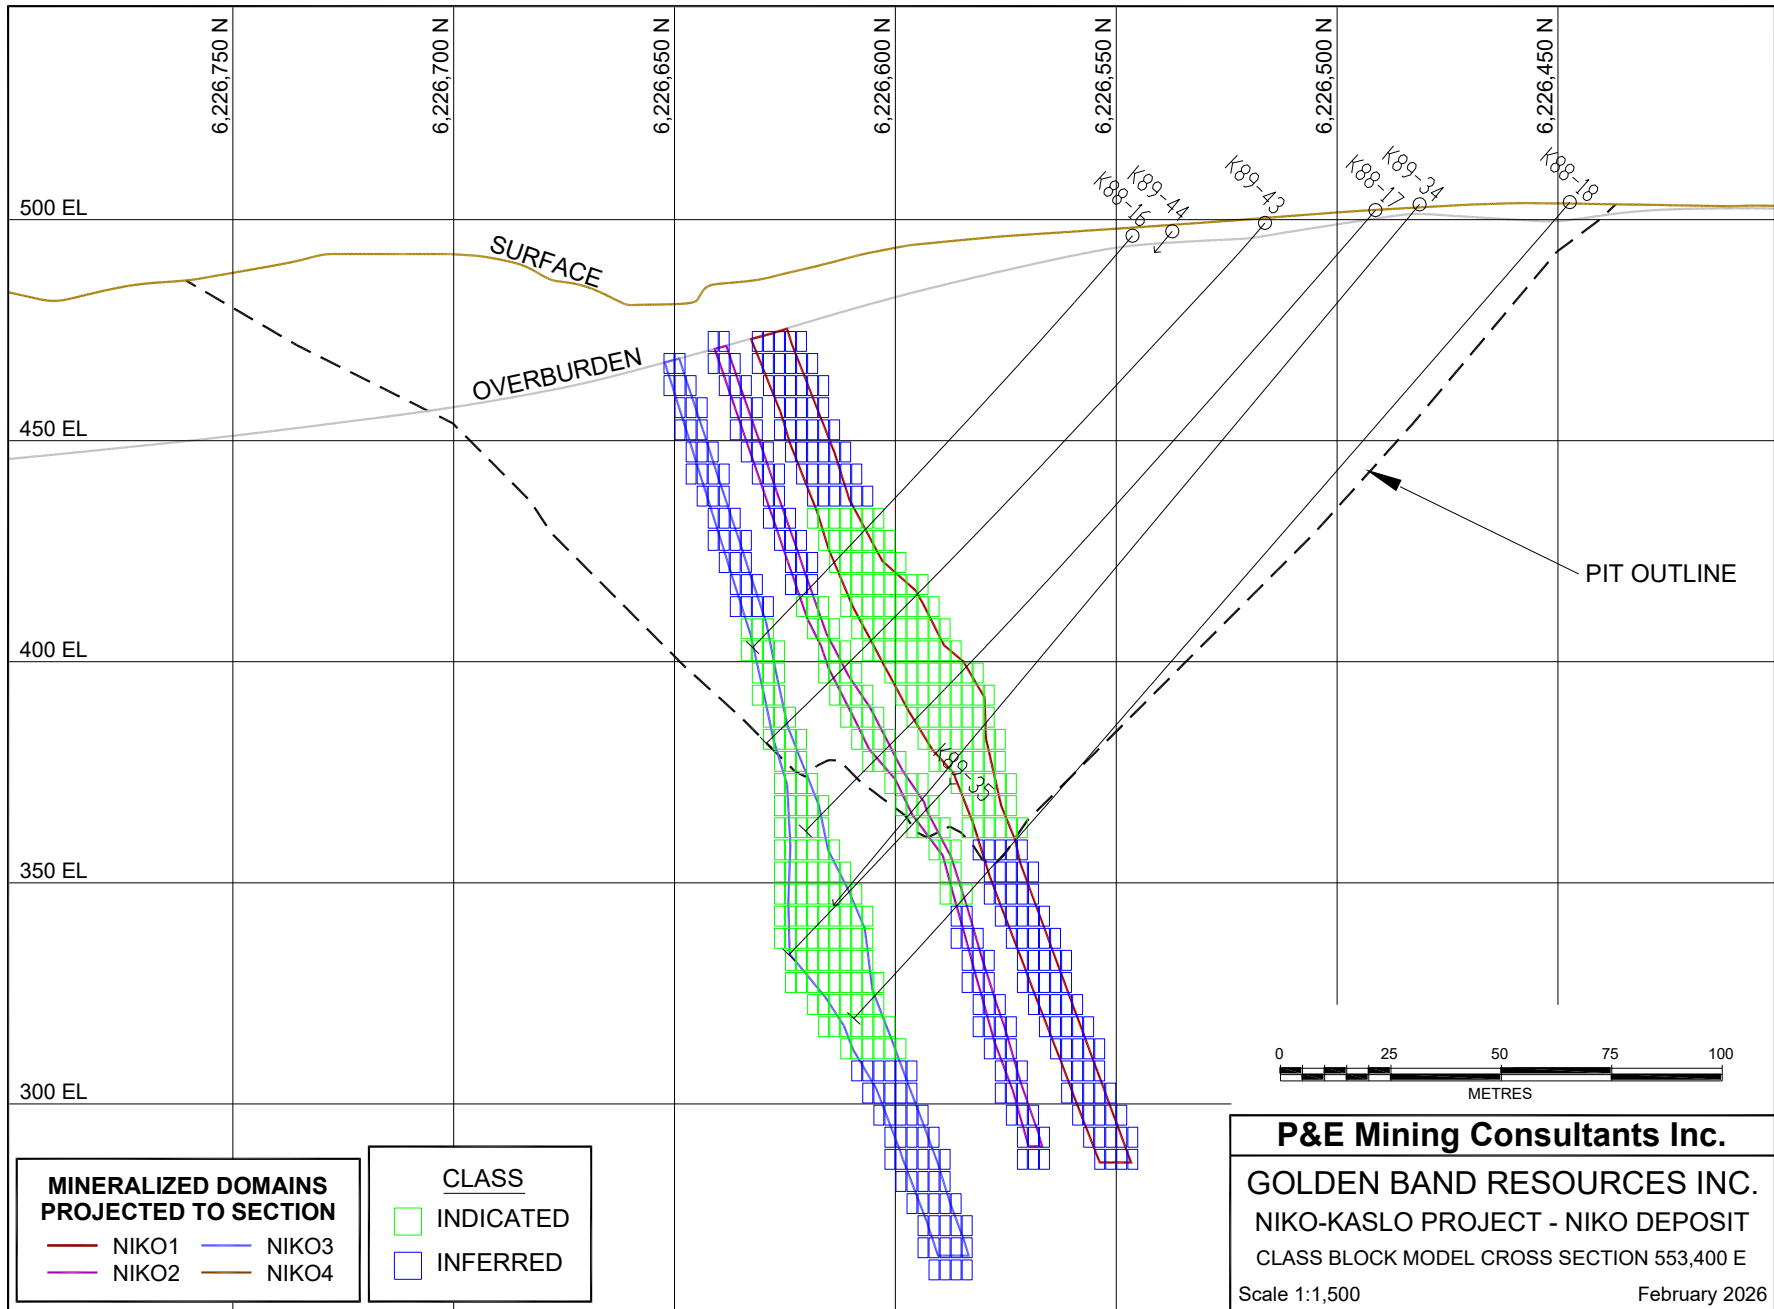 6,226,750 N
6,226,700 N
6,226,650 N
6,226,600 N
6,226,550 N
6,226,500 N
6,226,450 N
K88-16
K89-44
K89-43
K88-17
K89-34
K88-18
500 EL
SURFACE
OVERBURDEN
450 EL
PIT OUTLINE
400 EL
K89-35
350 EL
300 EL
0 25 50 75 100
METRES
MINERALIZED DOMAINS
PROJECTED TO SECTION
NIKO1 NIKO3
NIKO2 NIKO4
CLASS
INDICATED
INFERRED
P&E Mining Consultants Inc.
GOLDEN BAND RESOURCES INC.
NIKO-KASLO PROJECT - NIKO DEPOSIT
CLASS BLOCK MODEL CROSS SECTION 553,400 E
Scale 1:1,500 February 2026